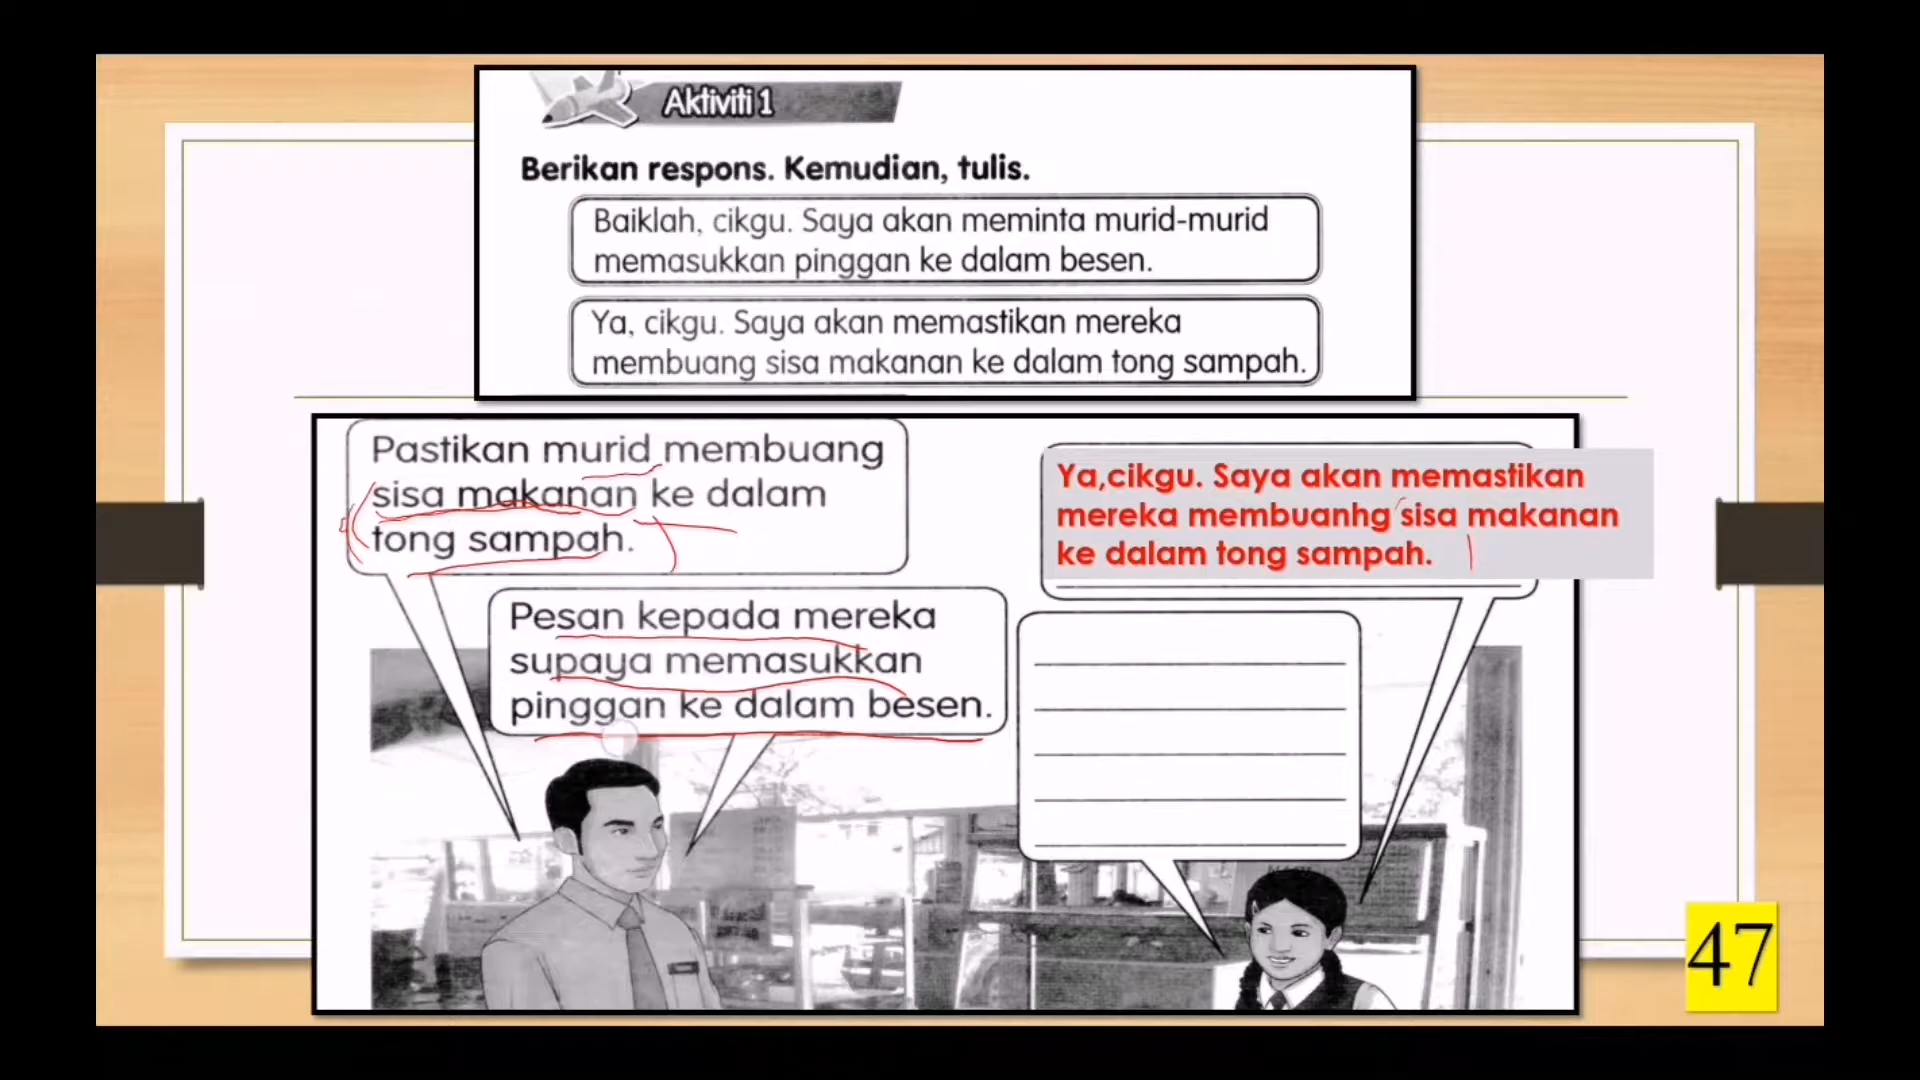 Aktiviti 1
Berikan respons. Kemudian, tulis.
Baiklah, cikgu. Saya akan meminta murid-murid
memasukkan pinggan ke dalam besen.
Ya, cikgu. Saya akan memastikan mereka
membuang sisa makanan ke dalam tong sampah.
Pastikan murid membuang
sisa makanan ke dalam
tong sampah.
Ya,cikgu. Saya akan memastikan
mereka membuanhg sisa makanan
ke dalam tong sampah.
Pesan kepada mereka
supaya memasukkan
pinggan ke dalam besen.
47